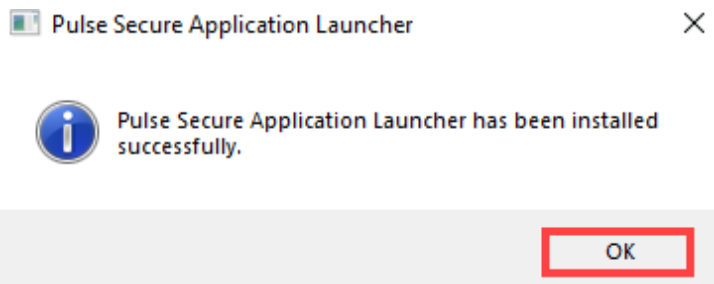 Pulse Secure Application Launcher
Pulse Secure Application Launcher has been installed
successfully.
OK